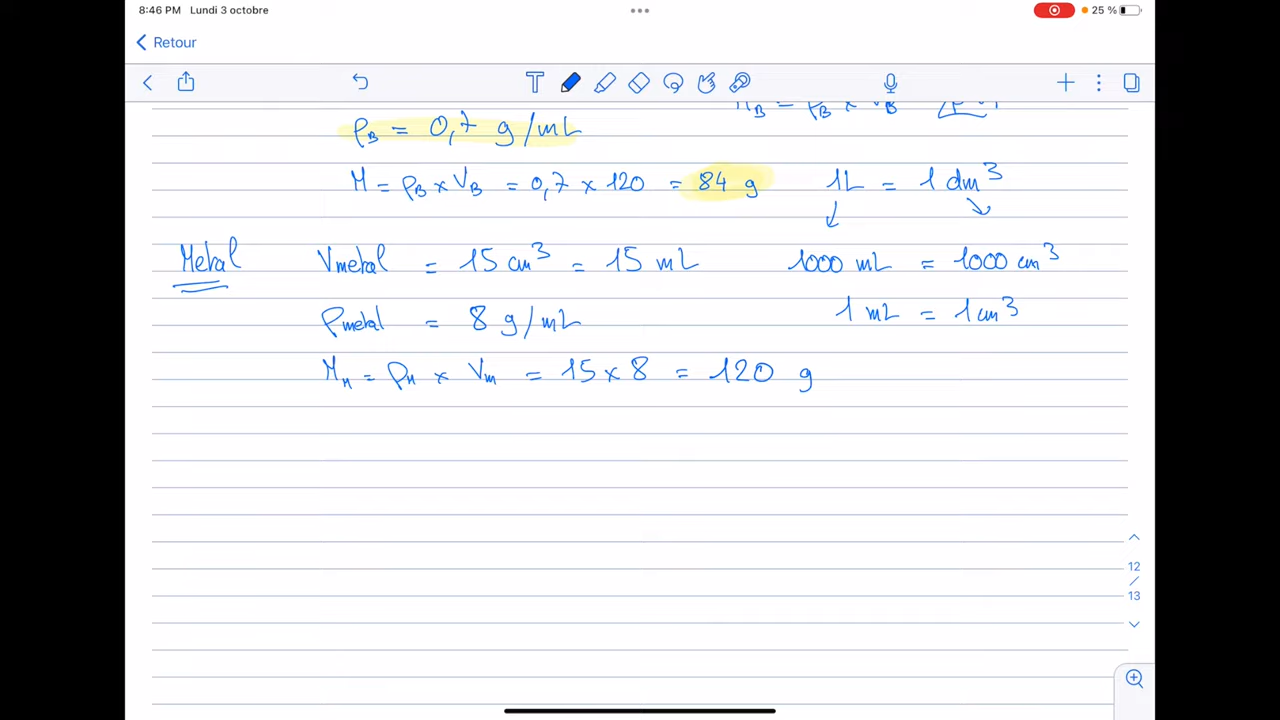 8:46 PM Lundi 3 octobre
25 %
Retour
ρB = 0,7 g/mL
M = ρB x VB = 0,7 x 120 = 84 g 1L = 1 dm³
Metal Vmetal = 15 cm³ = 15 mL 1000 mL = 1000 cm³
ρmetal = 8 g/mL 1 mL = 1 cm³
MM = ρM x Vm = 15 x 8 = 120 g
12
/
13